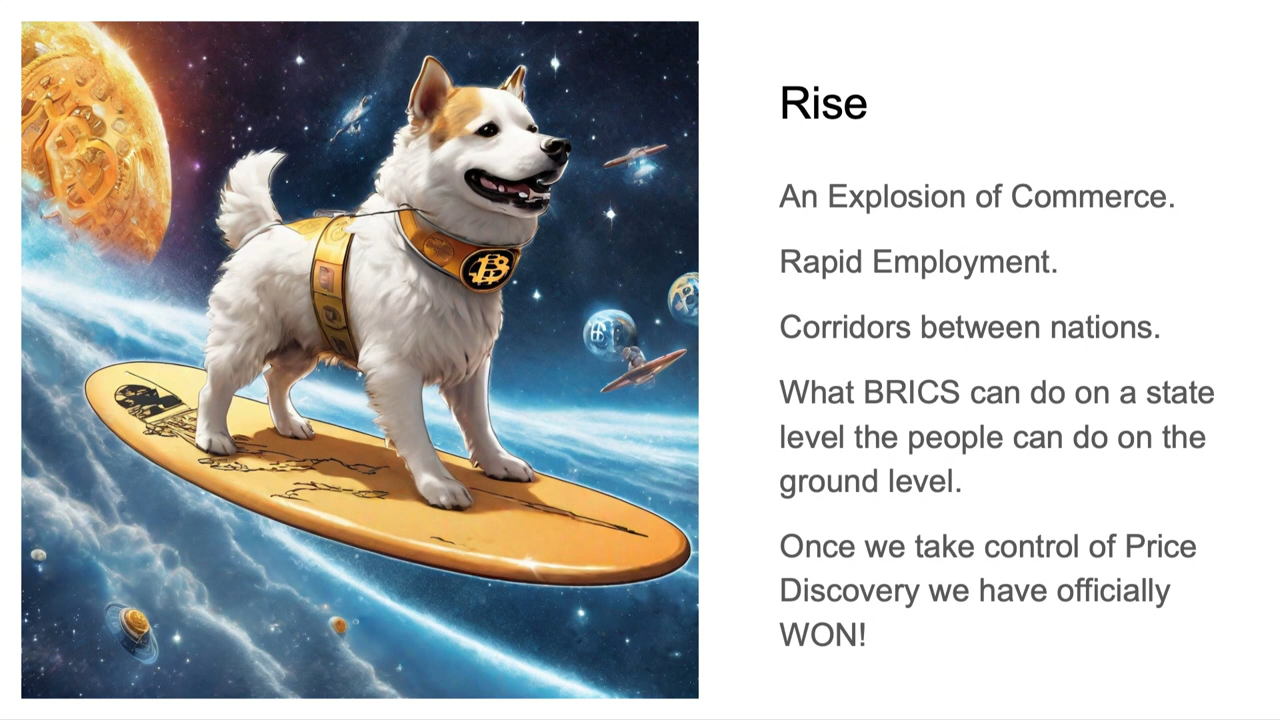 Rise
An Explosion of Commerce.
Rapid Employment.
Corridors between nations.
What BRICS can do on a state
level the people can do on the
ground level.
Once we take control of Price
Discovery we have officially
WON!